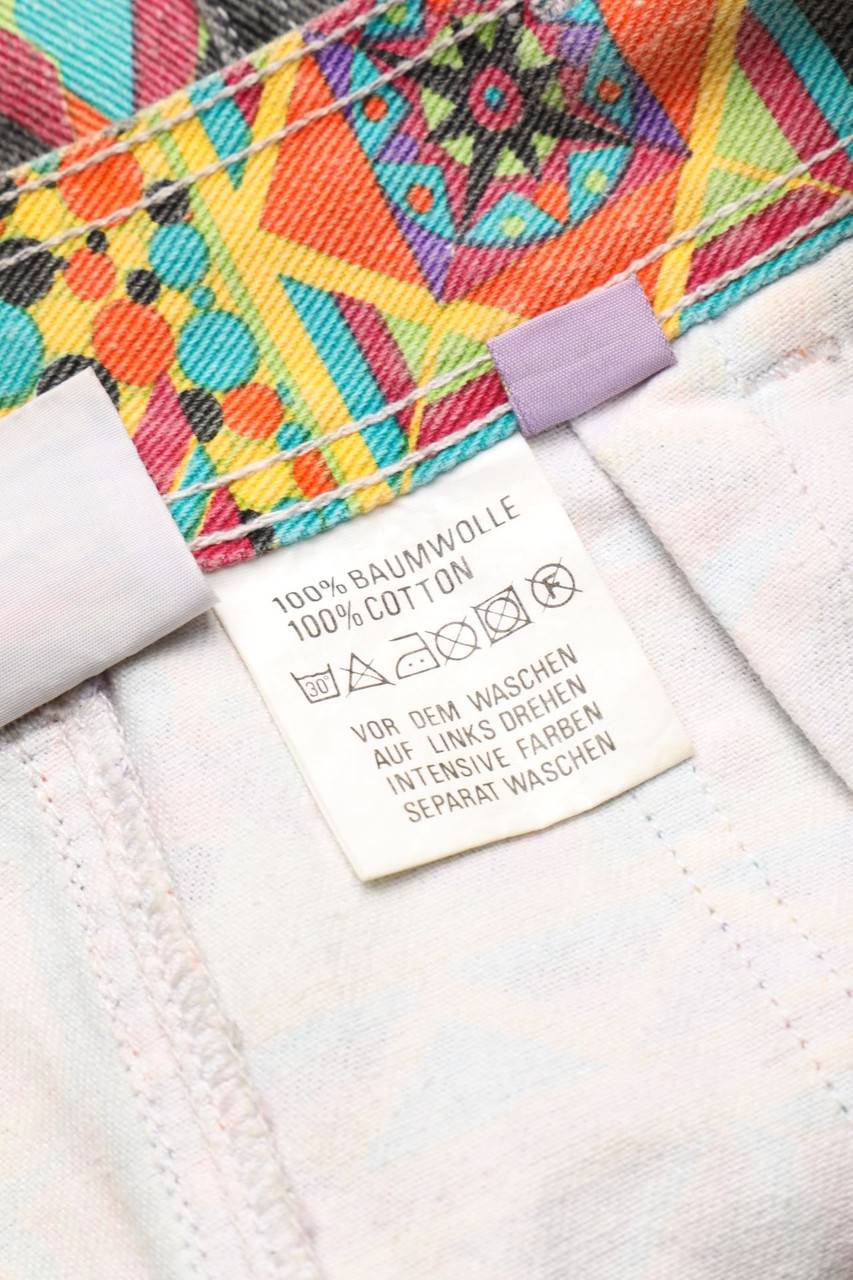 100% BAUMWOLLE
100% COTTON
30° F
VOR DEM WASCHEN
AUF LINKS DREHEN
INTENSIVE FARBEN
SEPARAT WASCHEN